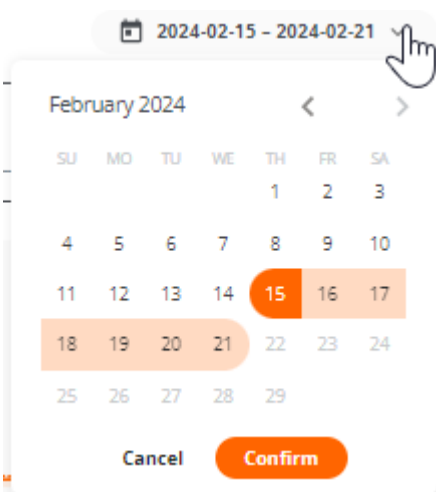 2024-02-15 – 2024-02-21
February 2024
SU MO TU WE TH FR SA
1 2 3
4 5 6 7 8 9 10
11 12 13 14 15 16 17
18 19 20 21 22 23 24
25 26 27 28 29
Cancel Confirm